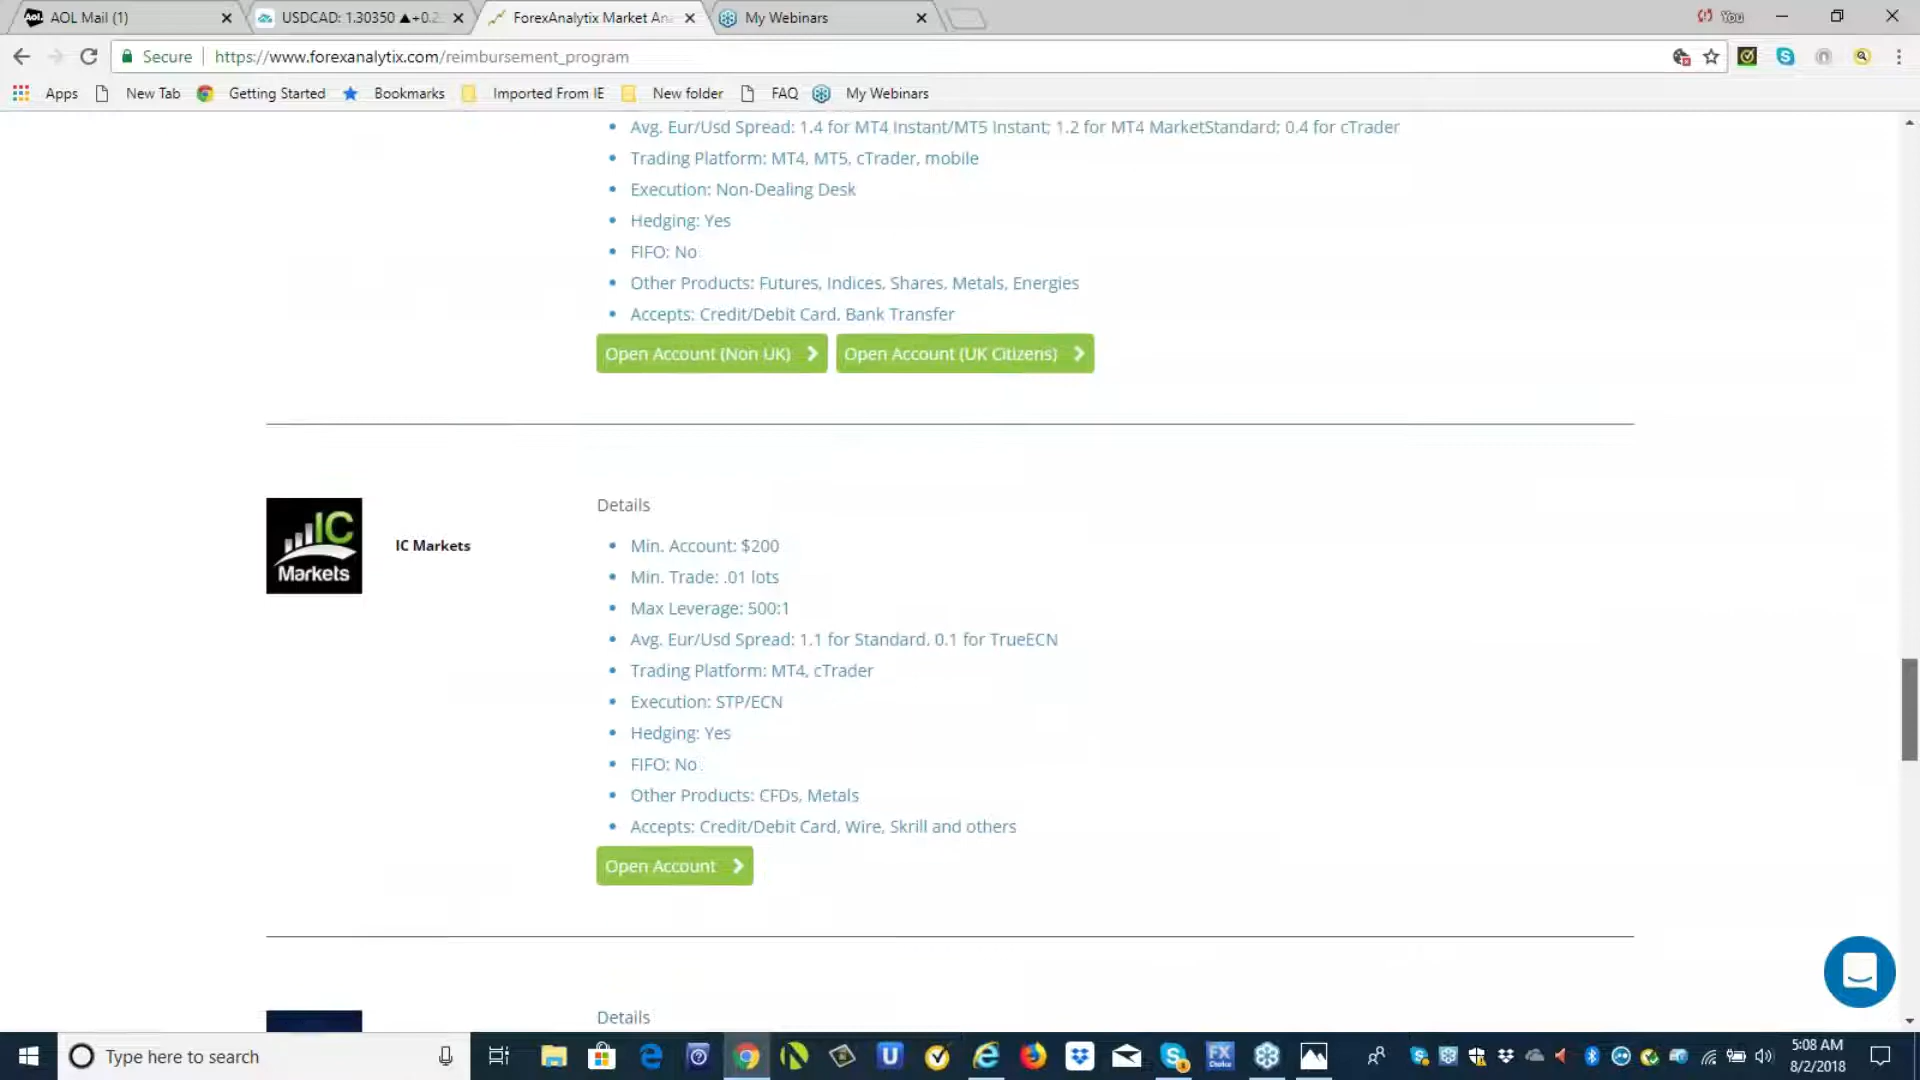 Aol. AOL Mail (1)
USDCAD: 1.30350 ▲+0.2
ForexAnalytix Market An
My Webinars
You
Secure
https://www.forexanalytix.com/reimbursement_program
Apps
New Tab
Getting Started
Bookmarks
Imported From IE
New folder
FAQ
My Webinars
Avg. Eur/Usd Spread: 1.4 for MT4 Instant/MT5 Instant; 1.2 for MT4 MarketStandard; 0.4 for cTrader
Trading Platform: MT4, MT5, cTrader, mobile
Execution: Non-Dealing Desk
Hedging: Yes
FIFO: No
Other Products: Futures, Indices, Shares, Metals, Energies
Accepts: Credit/Debit Card, Bank Transfer
Open Account (Non UK)
Open Account (UK Citizens)
IC
Markets
IC Markets
Details
Min. Account: $200
Min. Trade: .01 lots
Max Leverage: 500:1
Avg. Eur/Usd Spread: 1.1 for Standard, 0.1 for TrueECN
Trading Platform: MT4, cTrader
Execution: STP/ECN
Hedging: Yes
FIFO: No
Other Products: CFDs, Metals
Accepts: Credit/Debit Card, Wire, Skrill and others
Open Account
Details
Type here to search
FX
Choice
5:08 AM
8/2/2018